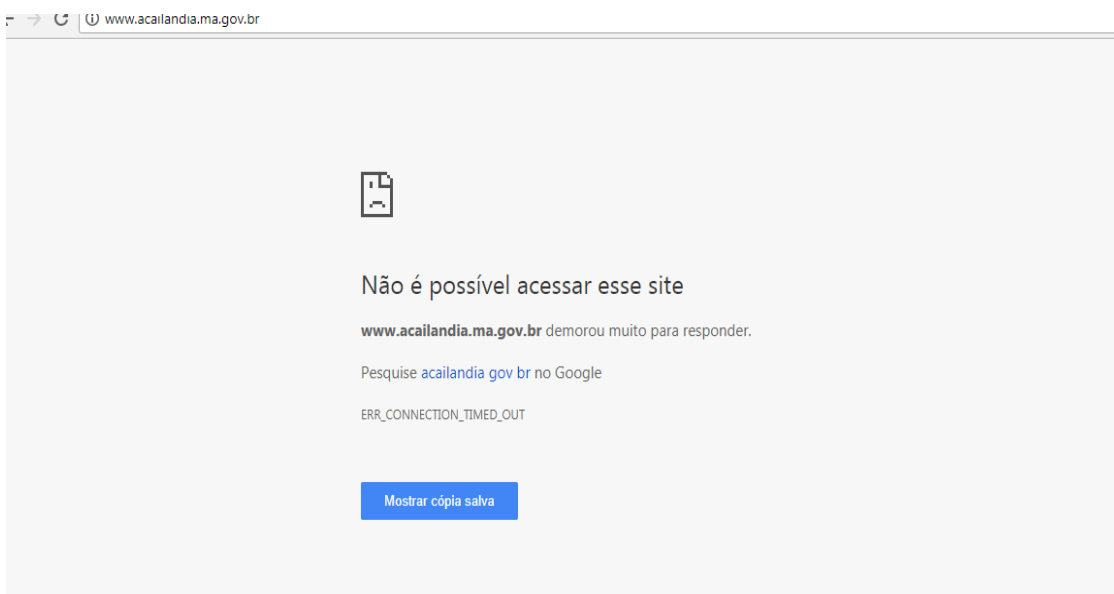 www.acailandia.ma.gov.br
Não é possível acessar esse site
www.acailandia.ma.gov.br demorou muito para responder.
Pesquise acailandia gov br no Google
ERR_CONNECTION_TIMED_OUT
Mostrar cópia salva